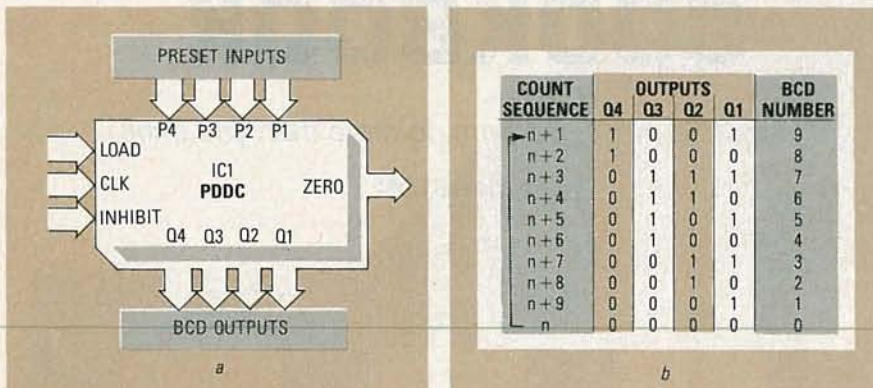 PRESET INPUTS
P4 P3 P2 P1
LOAD
CLK
INHIBIT
IC1
PDDC
ZERO
Q4 Q3 Q2 Q1
BCD OUTPUTS
a
COUNT SEQUENCE OUTPUTS BCD NUMBER
Q4 Q3 Q2 Q1
n + 1 1 0 0 1 9
n + 2 1 0 0 0 8
n + 3 0 1 1 1 7
n + 4 0 1 1 0 6
n + 5 0 1 0 1 5
n + 6 0 1 0 0 4
n + 7 0 0 1 1 3
n + 8 0 0 1 0 2
n + 9 0 0 0 1 1
n 0 0 0 0 0
b